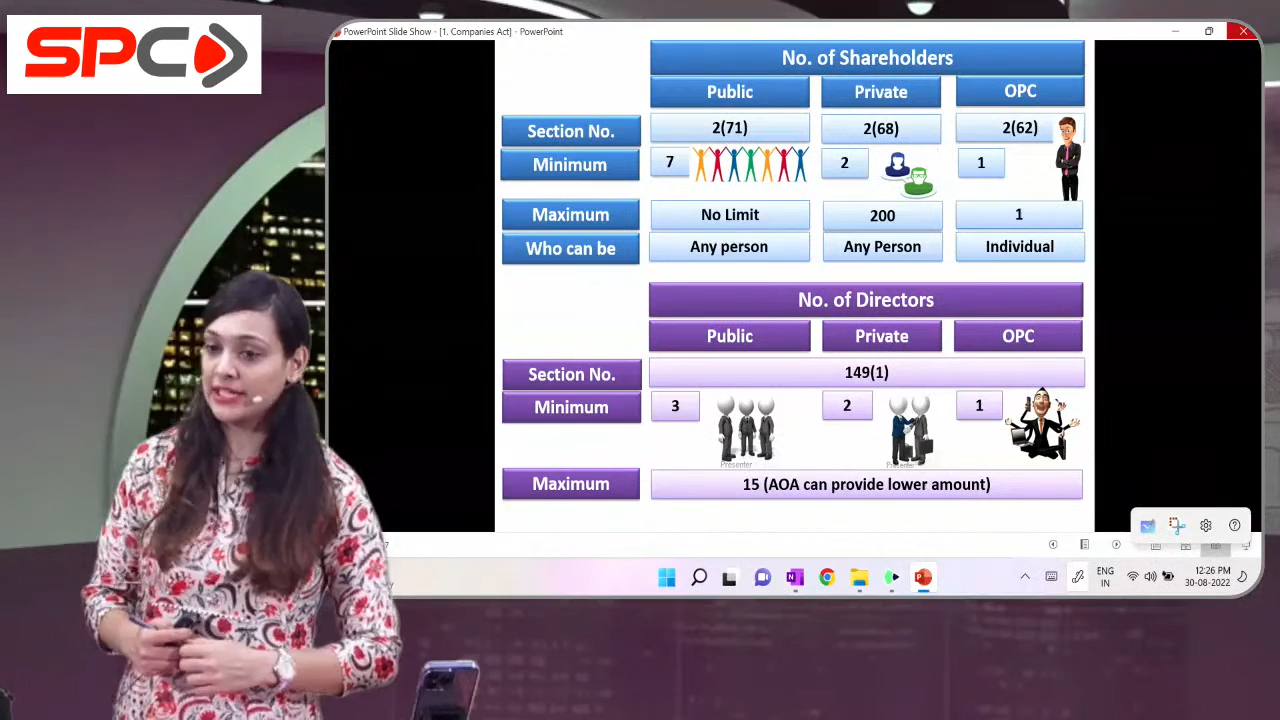 SPC
PowerPoint Slide Show - [1. Companies Act] - PowerPoint
No. of Shareholders
Public Private OPC
Section No. 2(71) 2(68) 2(62)
Minimum 7 2 1
Maximum No Limit 200 1
Who can be Any person Any Person Individual
No. of Directors
Public Private OPC
Section No. 149(1)
Minimum 3 2 1
Presenter Presenter
Maximum 15 (AOA can provide lower amount)
ENG
IN
12:26 PM
30-08-2022